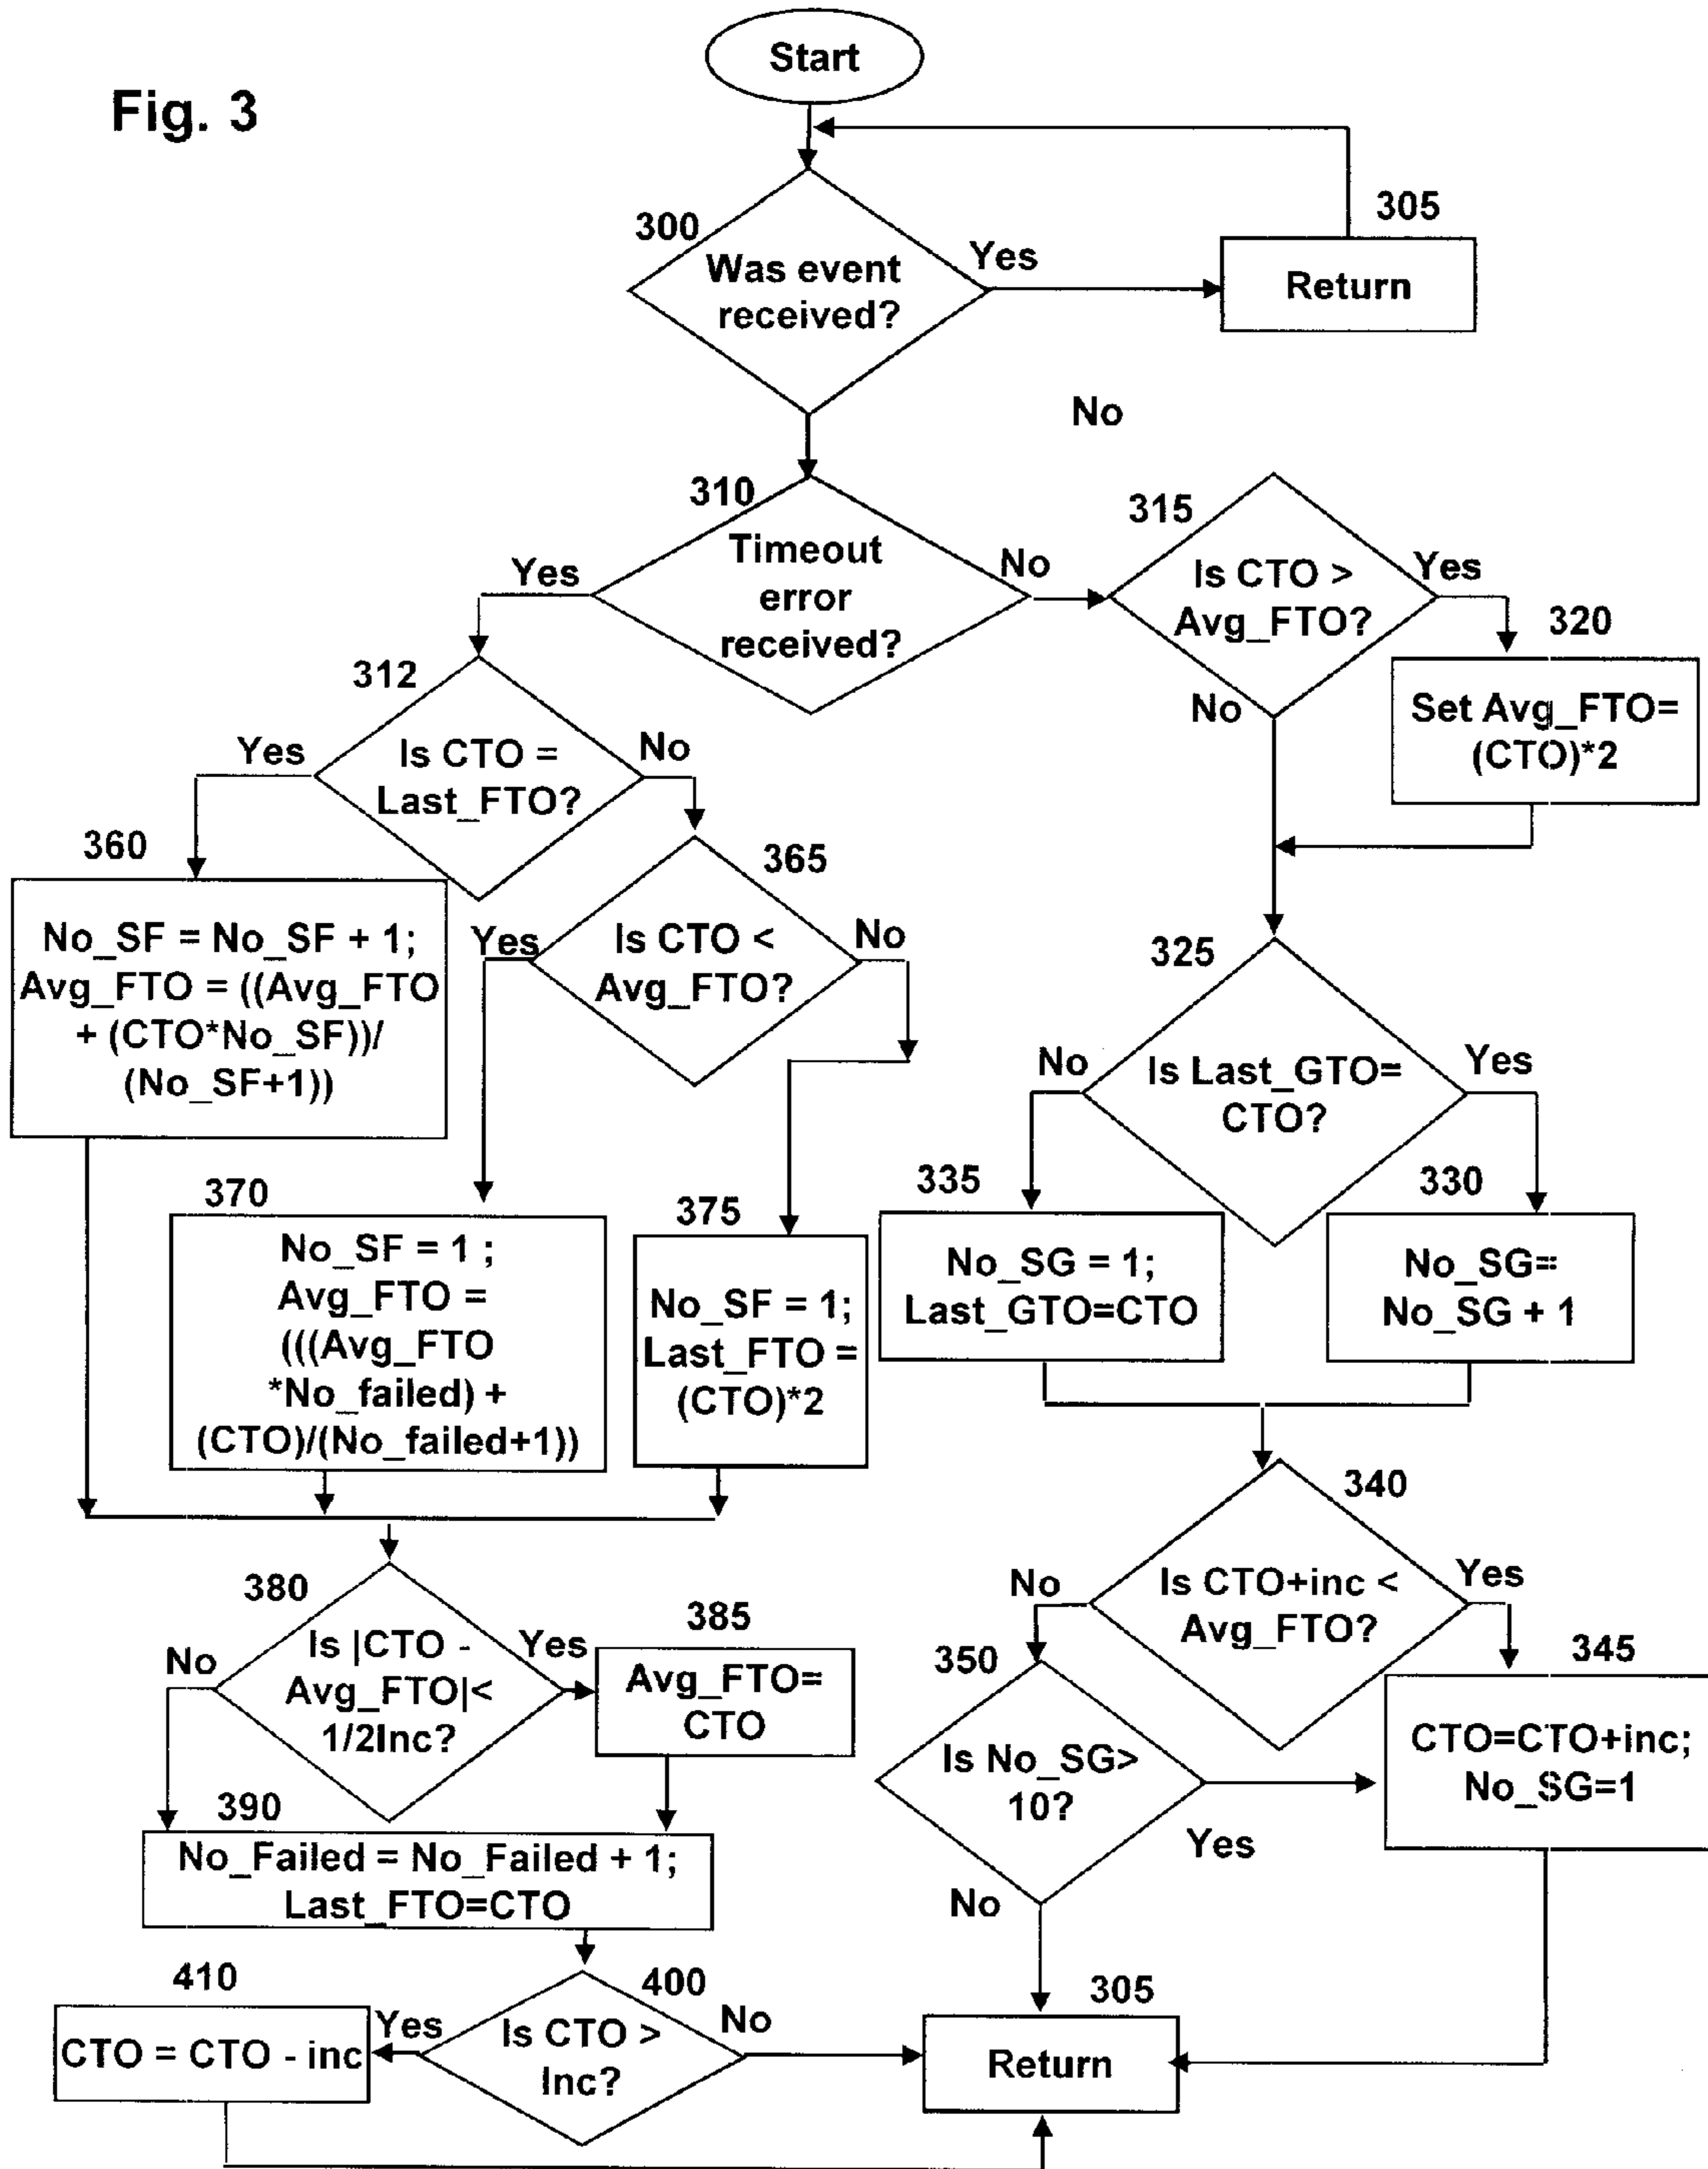 Fig. 3
Start
300
Was event
received?
Yes
305
Return
No
310
Timeout
error
received?
Yes
No
315
Is CTO >
Avg_FTO?
Yes
No
320
Set Avg_FTO=
(CTO)*2
312
Is CTO =
Last_FTO?
Yes
No
360
No_SF = No_SF + 1;
Avg_FTO = ((Avg_FTO
+ (CTO*No_SF))/
(No_SF+1))
365
Is CTO <
Avg_FTO?
Yes
No
325
Is Last_GTO=
CTO?
No
Yes
370
No_SF = 1 ;
Avg_FTO =
(((Avg_FTO
*No_failed) +
(CTO)/(No_failed+1))
375
No_SF = 1;
Last_FTO =
(CTO)*2
335
No_SG = 1;
Last_GTO=CTO
330
No_SG=
No_SG + 1
340
Is CTO+inc <
Avg_FTO?
No
Yes
380
Is |CTO -
Avg_FTO|<
1/2Inc?
No
Yes
385
Avg_FTO=
CTO
350
Is No_SG>
10?
Yes
No
345
CTO=CTO+inc;
No_SG=1
390
No_Failed = No_Failed + 1;
Last_FTO=CTO
400
Is CTO >
Inc?
Yes
No
410
CTO = CTO - inc
305
Return